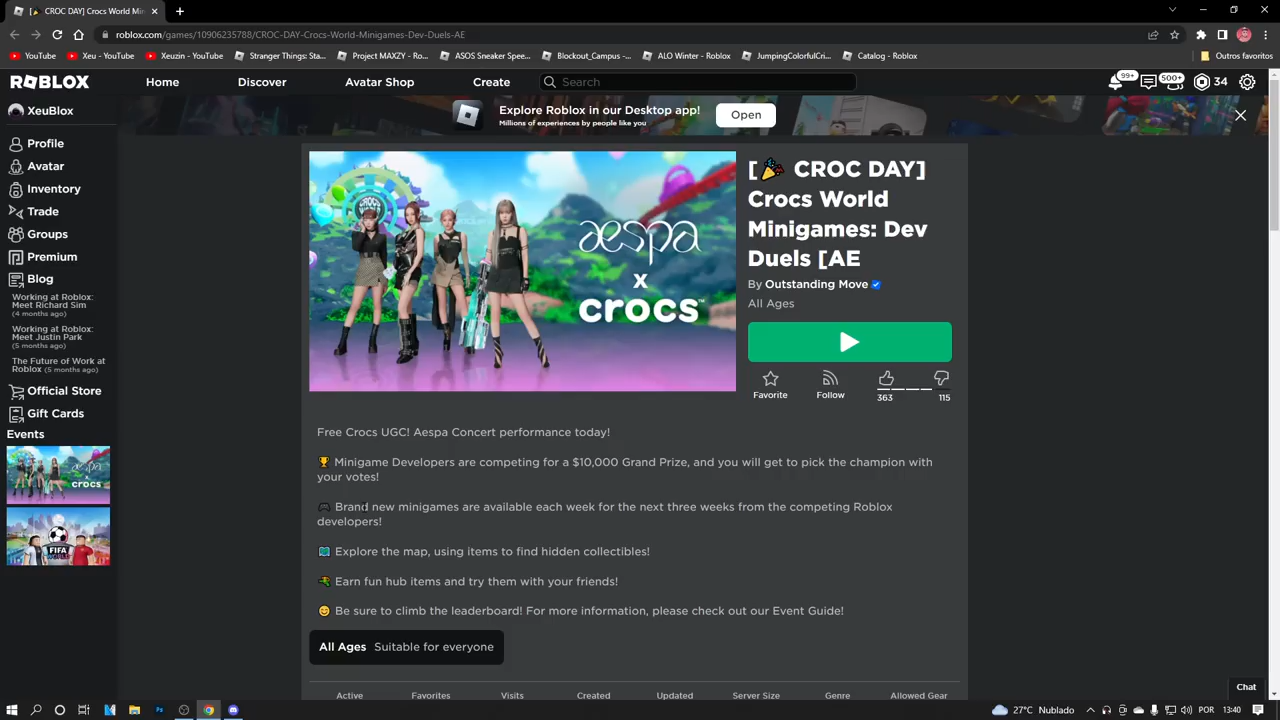 [🎉 CROC DAY] Crocs World Min
roblox.com/games/10906235788/CROC-DAY-Crocs-World-Minigames-Dev-Duels-AE
YouTube
Xeu - YouTube
Xeuzin - YouTube
Stranger Things: Sta...
Project MAXZY - Ro...
ASOS Sneaker Spee...
Blockout_Campus -...
ALO Winter - Roblox
JumpingColorfulCri...
Catalog - Roblox
Outros favoritos
ROBLOX
Home
Discover
Avatar Shop
Create
Search
99+
500+
34
XeuBlox
Explore Roblox in our Desktop app!
Millions of experiences by people like you
Open
Profile
Avatar
Inventory
Trade
Groups
Premium
Blog
Working at Roblox:
Meet Richard Sim
(4 months ago)
Working at Roblox:
Meet Justin Park
(5 months ago)
The Future of Work at
Roblox (5 months ago)
Official Store
Gift Cards
Events
aespa
x
crocs
FIFA
WORLD
CROCS
WORLD
aespa
x
crocs™
[🎉 CROC DAY]
Crocs World
Minigames: Dev
Duels [AE
By Outstanding Move
All Ages
Favorite
Follow
363
115
Free Crocs UGC! Aespa Concert performance today!
🏆 Minigame Developers are competing for a $10,000 Grand Prize, and you will get to pick the champion with
your votes!
🎮 Brand new minigames are available each week for the next three weeks from the competing Roblox
developers!
🗺️ Explore the map, using items to find hidden collectibles!
🔫 Earn fun hub items and try them with your friends!
😊 Be sure to climb the leaderboard! For more information, please check out our Event Guide!
All Ages Suitable for everyone
Active
Favorites
Visits
Created
Updated
Server Size
Genre
Allowed Gear
Chat
27°C Nublado
POR
13:40